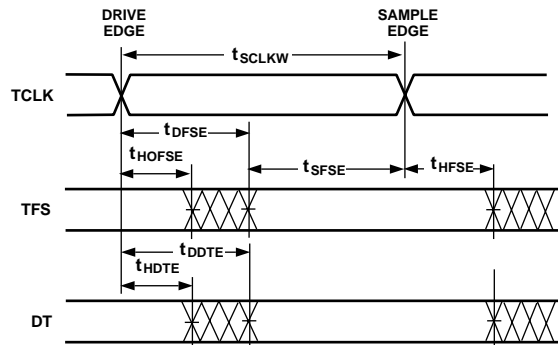 DRIVE EDGE
SAMPLE EDGE
tSCLKW
TCLK
tDFSE
tHOFSE
tSFSE
tHFSE
TFS
tDDTE
tHDTE
DT